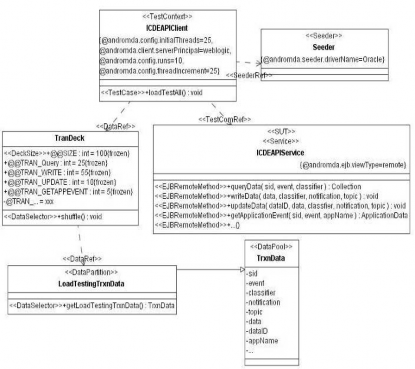 <<TestContext>>
ICDEAPIClient
{@andromda.config.initialThreads=25,
@andromda.client.serverPrincipal=weblogic,
@andromda.config.runs=10,
@andromda.config.threadIncrement=25}
<<TestCase>>+loadTestAll() : void
<<Seeder>>
Seeder
{@andromda.seeder.driverName=Oracle}
<<SeederRef>>
<<DataRef>>
<<TestComRef>>
TranDeck
<<DeckSize>>+@@SIZE : int = 100{frozen}
+@@TRAN_Query : int = 25{frozen}
+@@TRAN_WRITE : int = 55{frozen}
+@@TRAN_UPDATE : int = 10{frozen}
+@@TRAN_GETAPPEVENT : int = 5{frozen}
-@TRAN_... = xxx
<<DataSelector>>+shuffle() : void
<<SUT>>
<<Service>>
ICDEAPIService
{@andromda.ejb.viewType=remote}
<<EJBRemoteMethod>>+queryData( sid, event, classifier ) : Collection
<<EJBRemoteMethod>>+writeData( data, classifier, notification, topic ) : void
<<EJBRemoteMethod>>+updateData( dataID, data, classifier, notification, topic ) : void
<<EJBRemoteMethod>>+getApplicationEvent( sid, event, appName ) : ApplicationData
<<EJBRemoteMethod>>+...()
<<DataRef>>
<<DataPartition>>
LoadTestingTrxnData
<<DataSelector>>+getLoadTestingTrxnData() : TrxnData
<<DataPool>>
TrxnData
-sid
-event
-classifier
-notification
-topic
-data
-dataID
-appName
-...